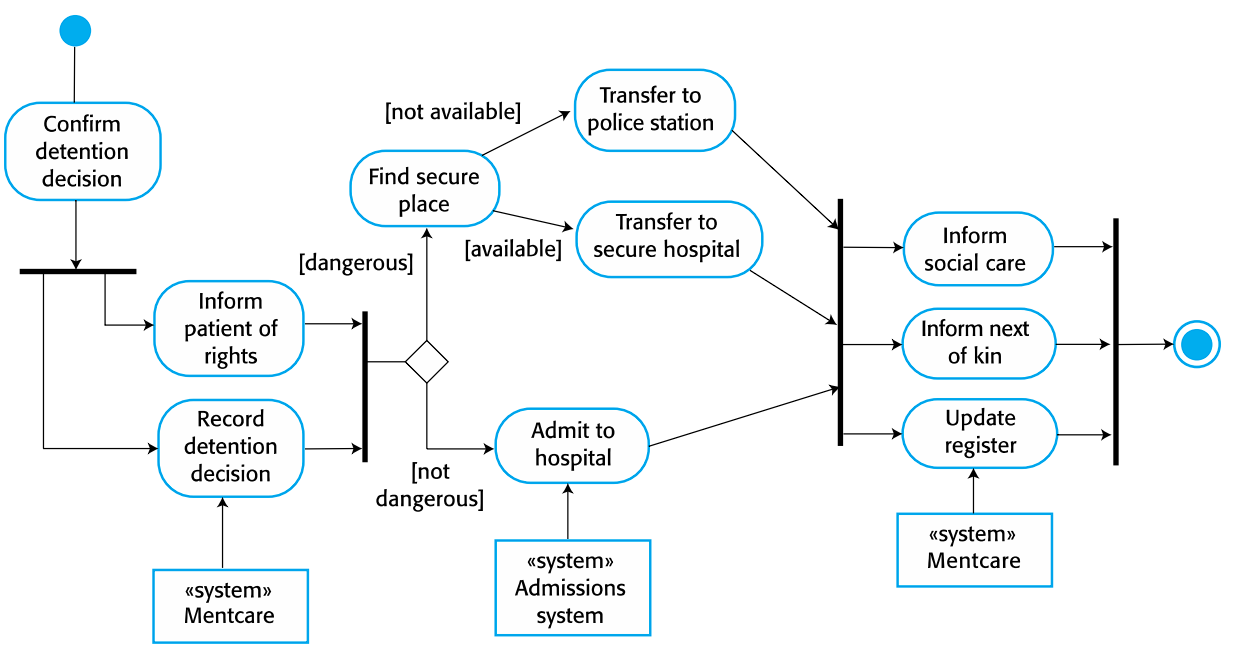 Confirm
detention
decision
Inform
patient of
rights
Record
detention
decision
«system»
Mentcare
[dangerous]
[not
dangerous]
Find secure
place
[not available]
[available]
Transfer to
police station
Transfer to
secure hospital
Admit to
hospital
«system»
Admissions
system
Inform
social care
Inform next
of kin
Update
register
«system»
Mentcare